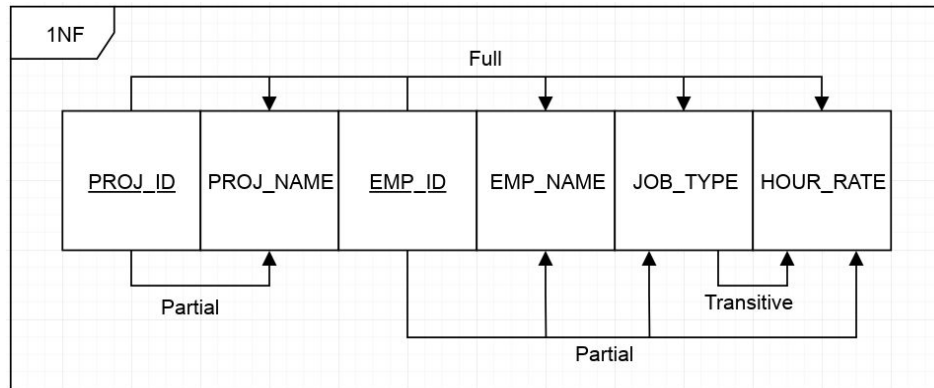 1NF
Full
PROJ_ID PROJ_NAME EMP_ID EMP_NAME JOB_TYPE HOUR_RATE
Partial
Transitive
Partial